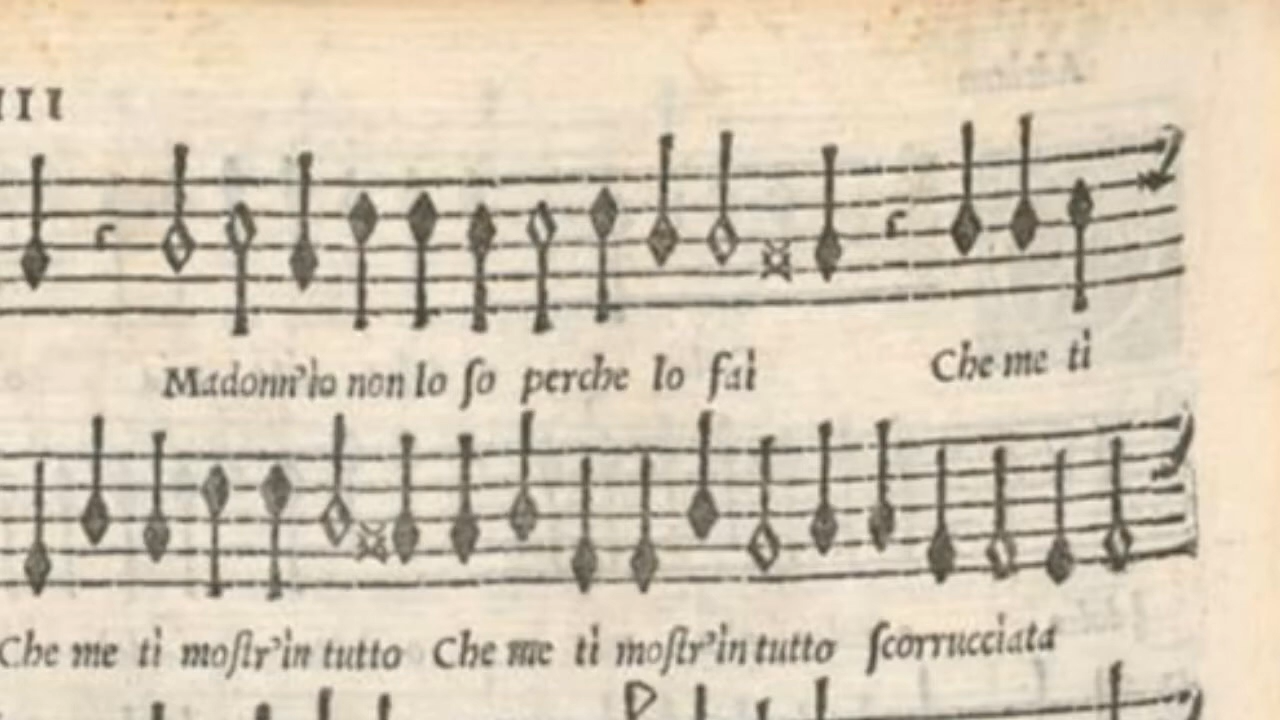 III
Madonn'io non lo ſo perche lo fai
Che me ti
Che me ti moſtr'in tutto Che me ti moſtr'in tutto ſcorrucciata